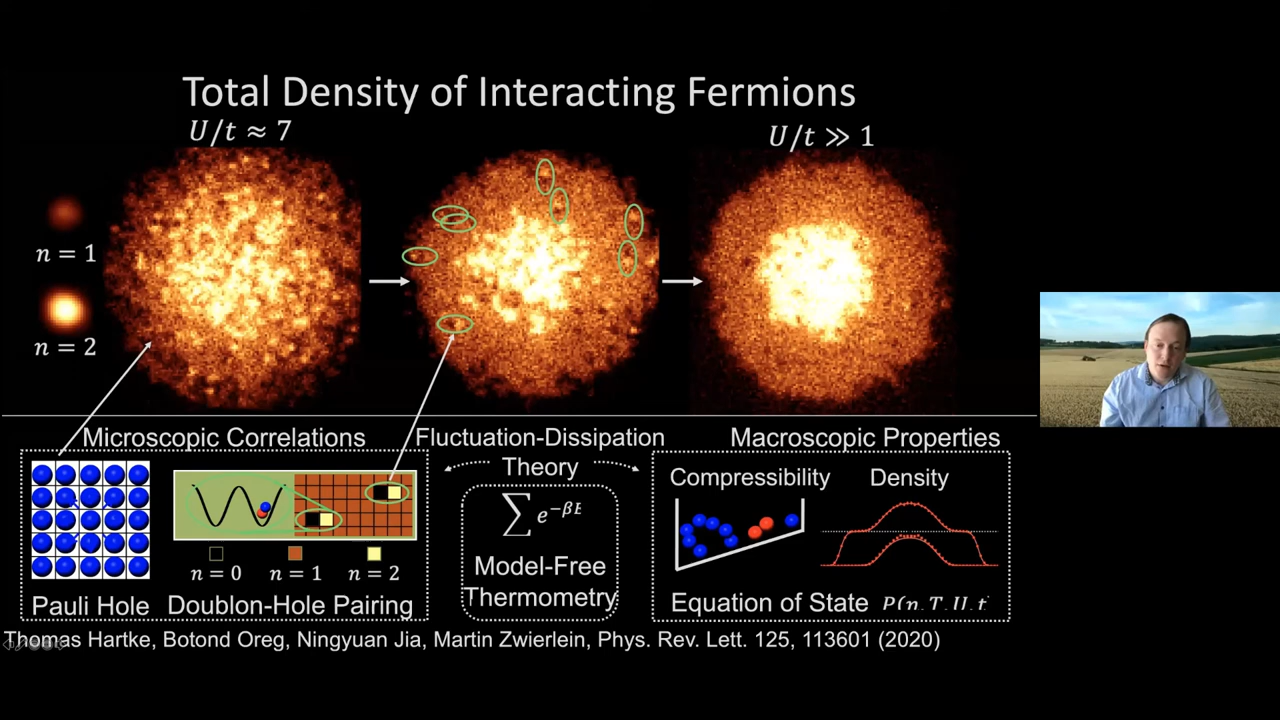 Total Density of Interacting Fermions
U/t ≈ 7
U/t ≫ 1
n = 1
n = 2
Microscopic Correlations
Fluctuation-Dissipation
Theory
Macroscopic Properties
n = 0
n = 1
n = 2
Pauli Hole
Doublon-Hole Pairing
∑ e^{-βE}
Model-Free
Thermometry
Compressibility
Density
Equation of State P(n,T,U,t)
Thomas Hartke, Botond Oreg, Ningyuan Jia, Martin Zwierlein, Phys. Rev. Lett. 125, 113601 (2020)